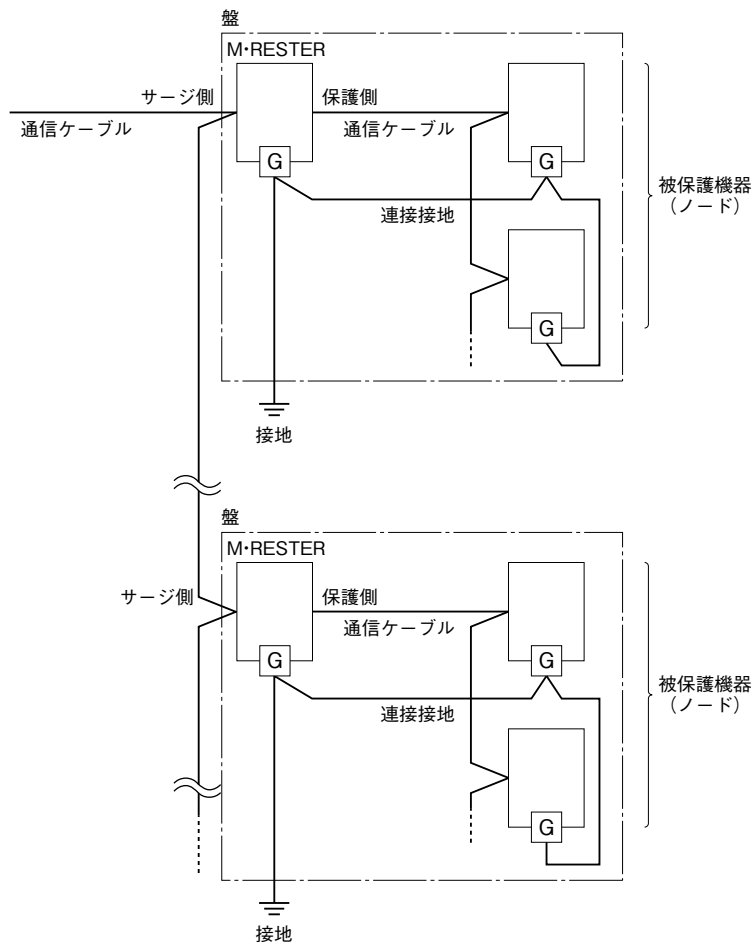 盤
M・RESTER
サージ側
保護側
通信ケーブル
通信ケーブル
G
G
連接接地
被保護機器
（ノード）
G
接地
盤
M・RESTER
サージ側
保護側
通信ケーブル
G
G
連接接地
被保護機器
（ノード）
G
接地